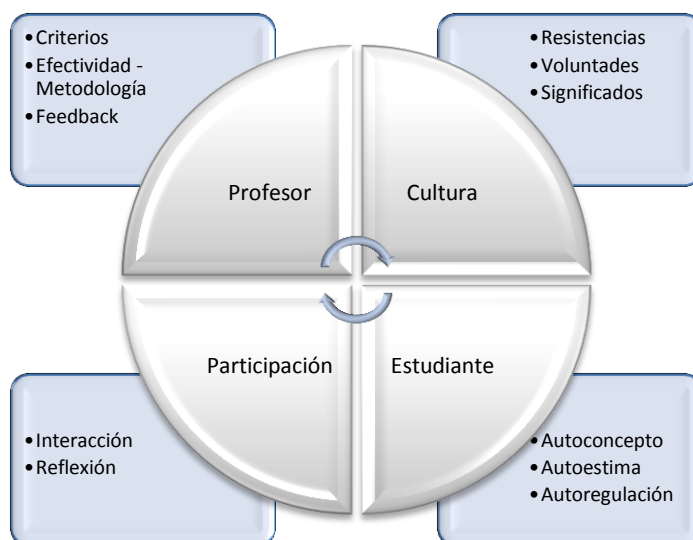 •Criterios
•Efectividad -
Metodología
•Feedback
•Resistencias
•Voluntades
•Significados
Profesor
Cultura
Participación
Estudiante
•Interacción
•Reflexión
•Autoconcepto
•Autoestima
•Autoregulación